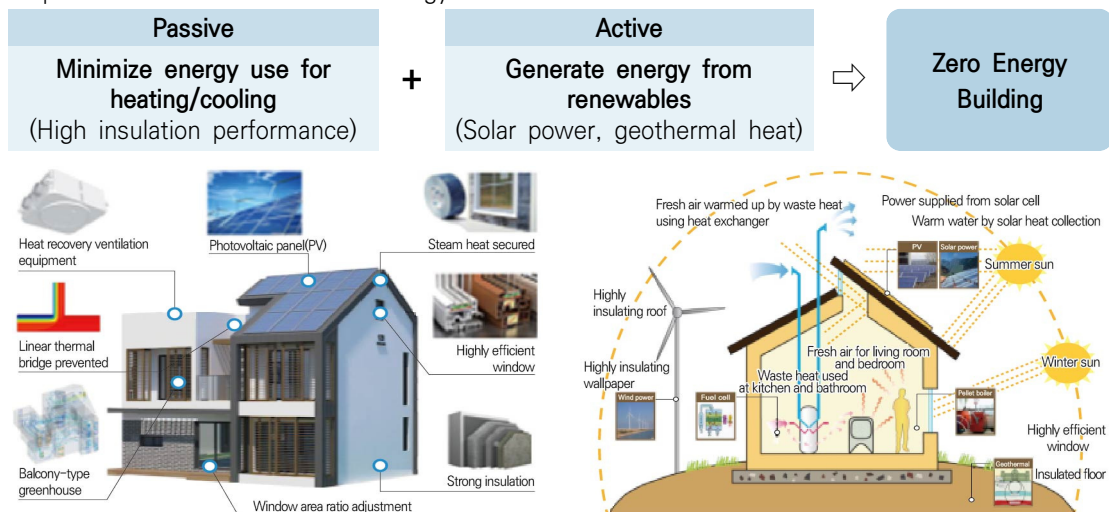 Passive
Minimize energy use for
heating/cooling
(High insulation performance)
+
Active
Generate energy from
renewables
(Solar power, geothermal heat)
Zero Energy
Building
Heat recovery ventilation
equipment
Photovoltaic panel(PV)
Steam heat secured
Linear thermal
bridge prevented
Highly efficient
window
Balcony-type
greenhouse
Window area ratio adjustment
Strong insulation
Fresh air warmed up by waste heat
using heat exchanger
Power supplied from solar cell
Warm water by solar heat collection
PV
Solar power
Summer sun
Highly
insulating roof
Fresh air for living room
and bedroom
Winter sun
Highly insulating
wallpaper
Waste heat used
at kitchen and bathroom
Wind power
Fuel cell
Pellet boiler
Highly efficient
window
Geothermal
Insulated floor